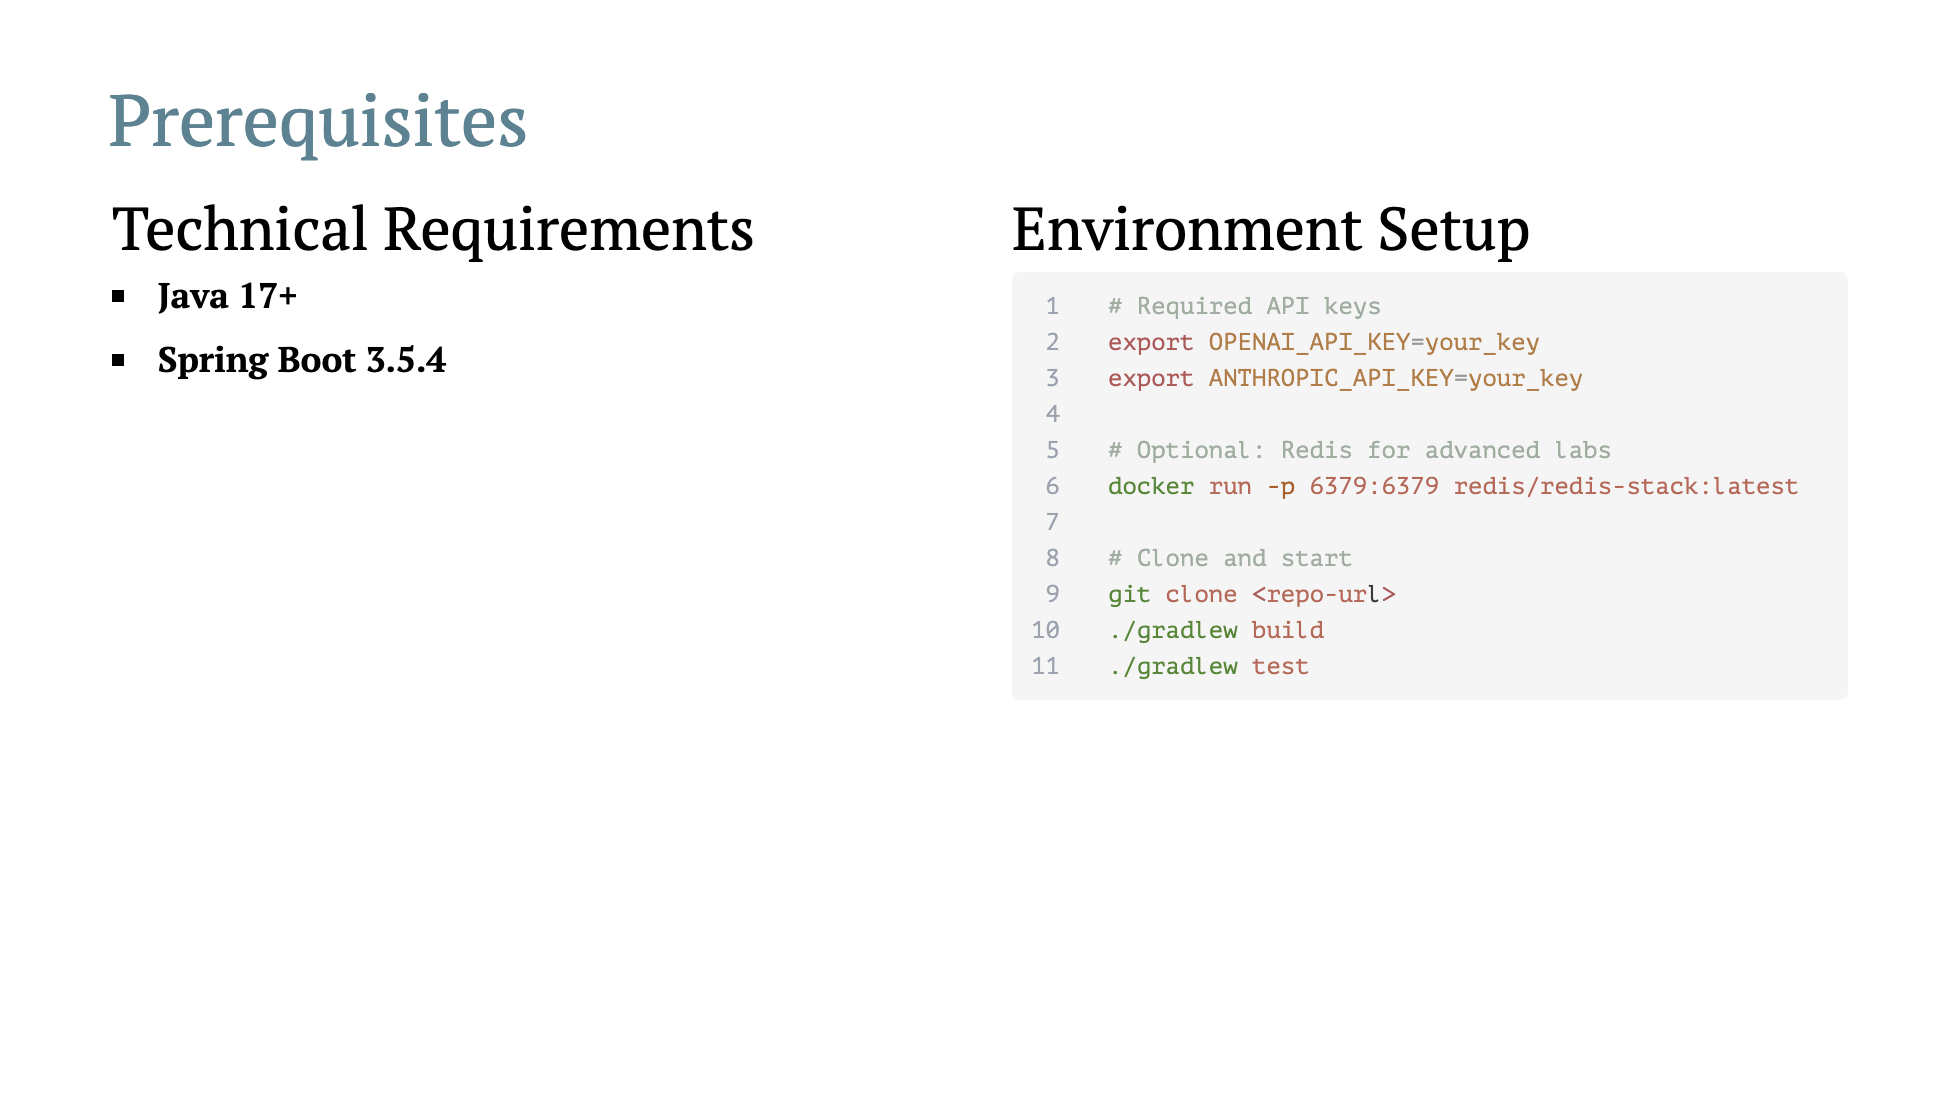 Prerequisites
Technical Requirements
▪ Java 17+
▪ Spring Boot 3.5.4
Environment Setup
1 # Required API keys
2 export OPENAI_API_KEY=your_key
3 export ANTHROPIC_API_KEY=your_key
4
5 # Optional: Redis for advanced labs
6 docker run -p 6379:6379 redis/redis-stack:latest
7
8 # Clone and start
9 git clone <repo-url>
10 ./gradlew build
11 ./gradlew test